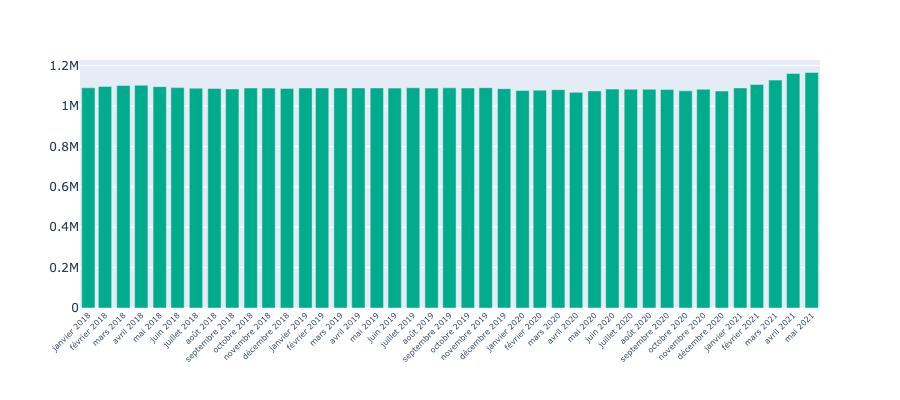 1.2M
1M
0.8M
0.6M
0.4M
0.2M
0
janvier 2018
février 2018
mars 2018
avril 2018
mai 2018
juin 2018
juillet 2018
août 2018
septembre 2018
octobre 2018
novembre 2018
décembre 2018
janvier 2019
février 2019
mars 2019
avril 2019
mai 2019
juin 2019
juillet 2019
août 2019
septembre 2019
octobre 2019
novembre 2019
décembre 2019
janvier 2020
février 2020
mars 2020
avril 2020
mai 2020
juin 2020
juillet 2020
août 2020
septembre 2020
octobre 2020
novembre 2020
décembre 2020
janvier 2021
février 2021
mars 2021
avril 2021
mai 2021